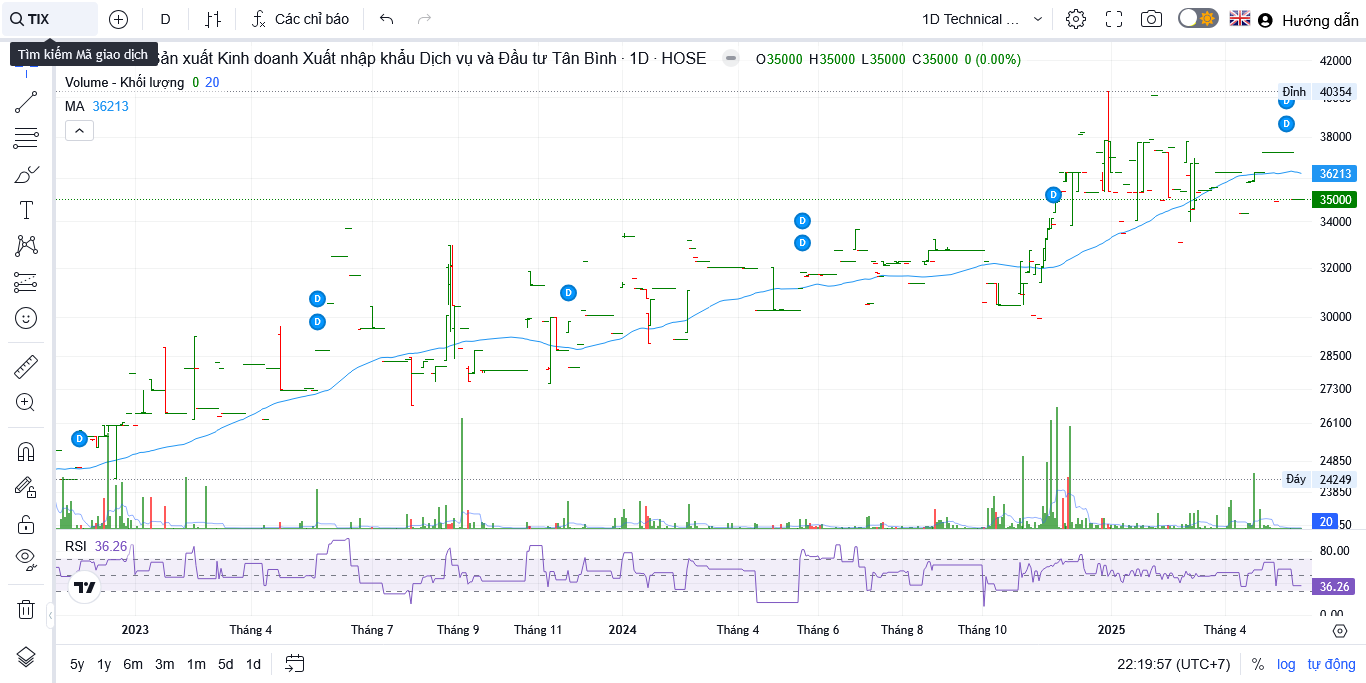 TIX
D
Các chỉ báo
1D Technical ...
Hướng dẫn
Tìm kiếm Mã giao dịch
Sản xuất Kinh doanh Xuất nhập khẩu Dịch vụ và Đầu tư Tân Bình · 1D · HOSE
O35000 H35000 L35000 C35000 0 (0.00%)
Volume - Khối lượng 0 20
MA 36213
42000
Đỉnh 40354
D
D
38000
36213
D
35000
D
34000
D
32000
D
D
30000
D
28500
27300
26100
D
24850
Đáy 24249
23850
20
50
RSI 36.26
80.00
36.26
0.00
2023 Tháng 4 Tháng 7 Tháng 9 Tháng 11 2024 Tháng 4 Tháng 6 Tháng 8 Tháng 10 2025 Tháng 4
5y 1y 6m 3m 1m 5d 1d
22:19:57 (UTC+7)
%
log
tự động